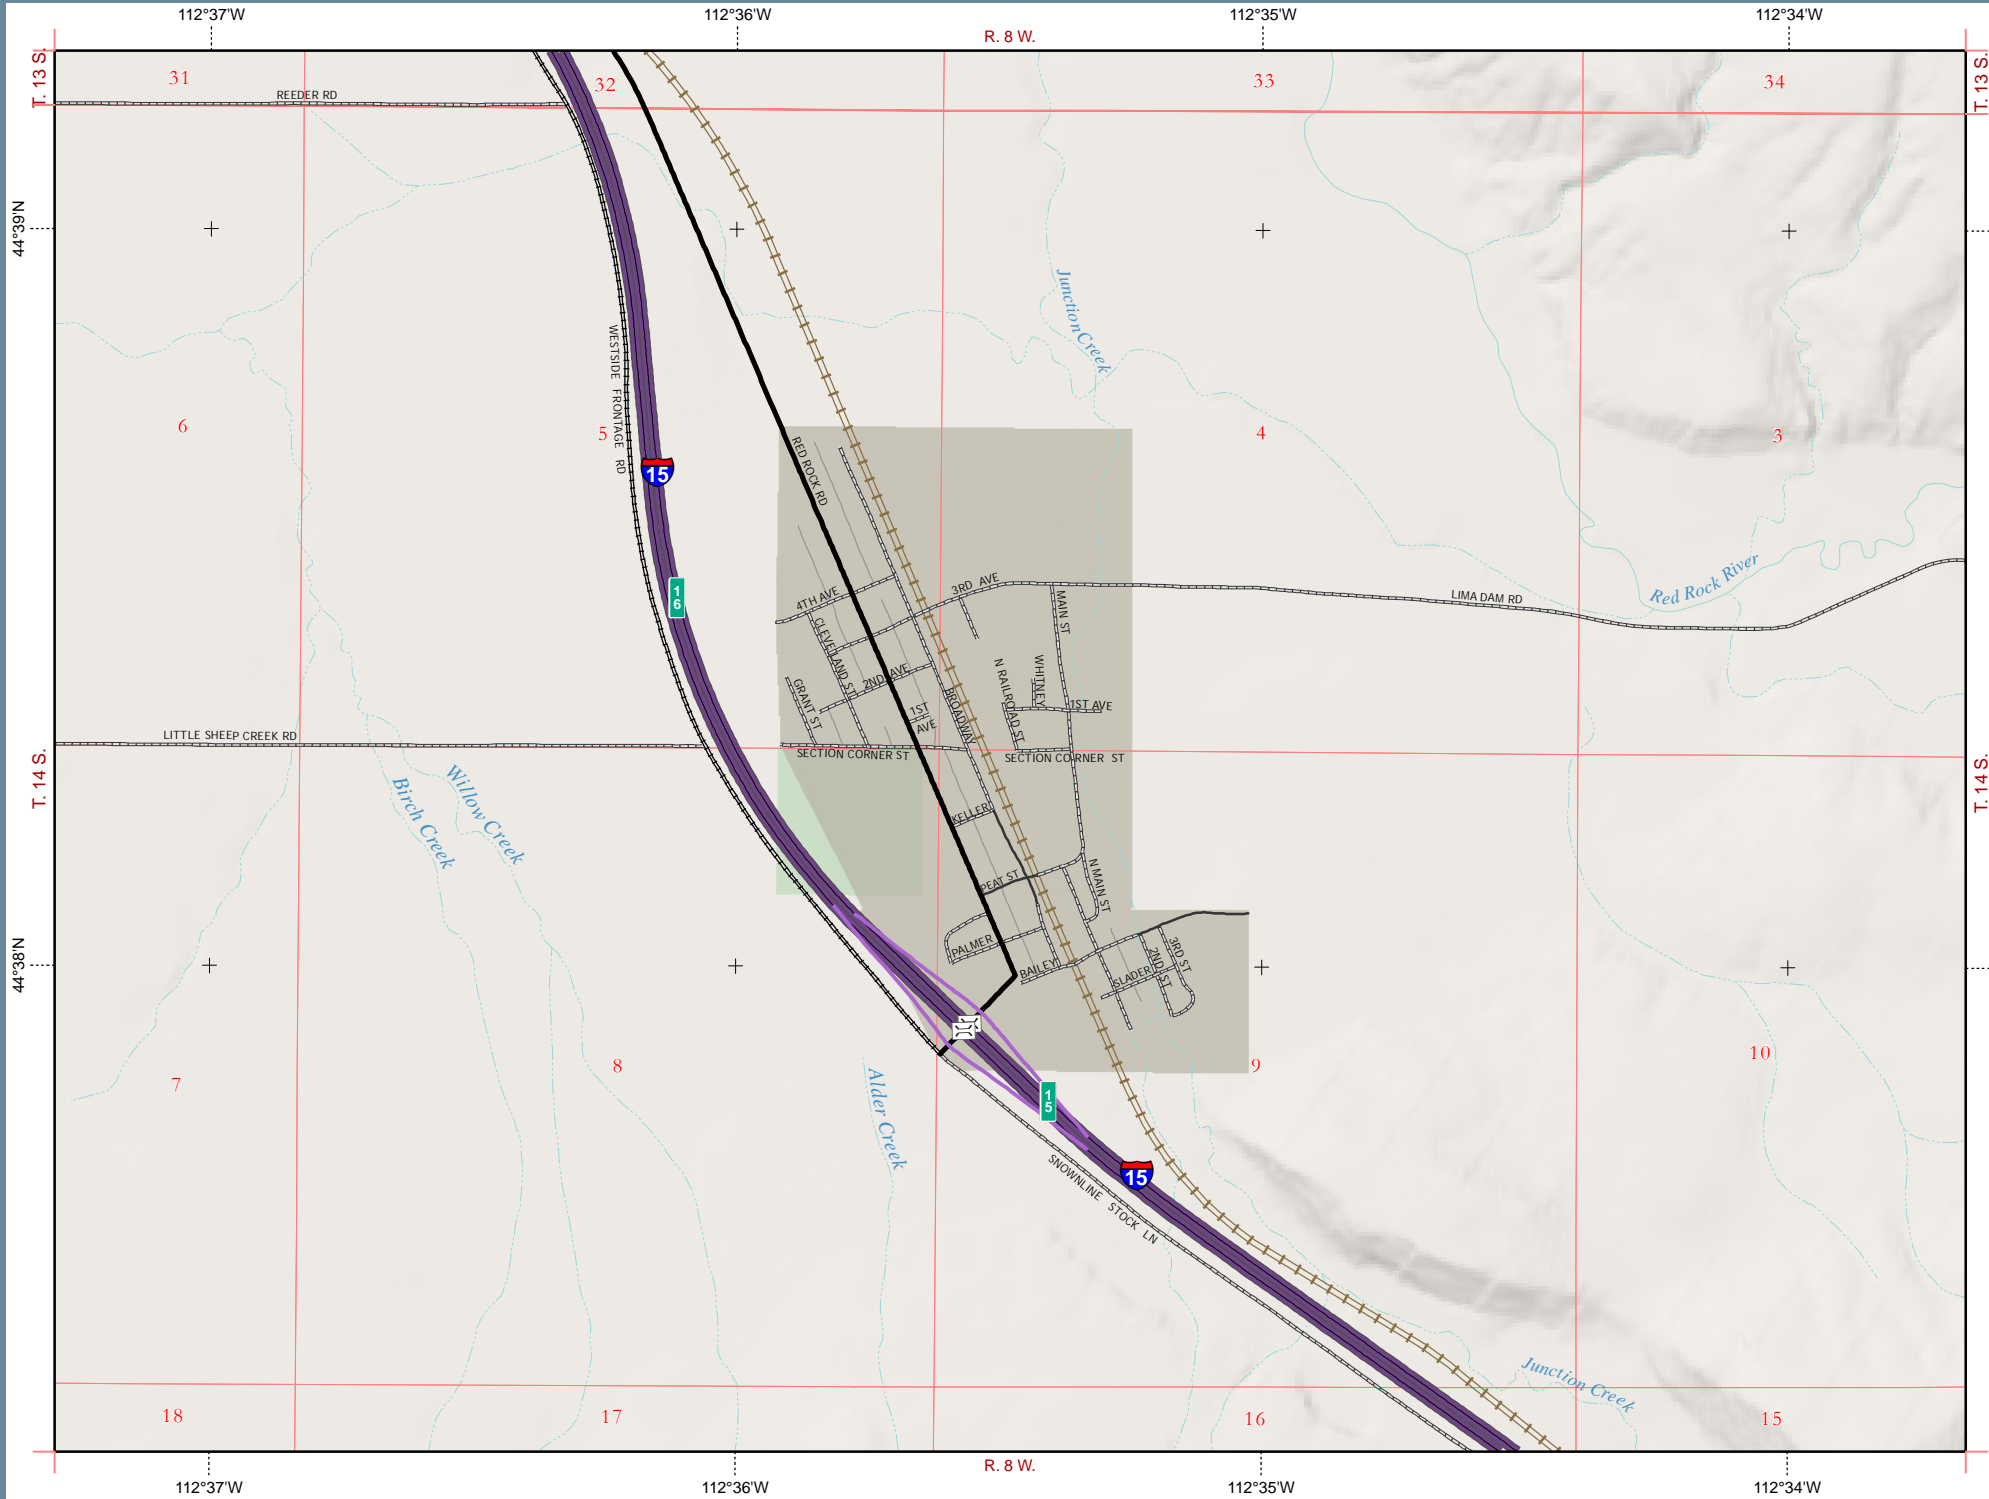 112°37'W
112°36'W
112°35'W
112°34'W
R. 8 W.
T. 13 S.
T. 13 S.
31
32
33
34
REEDER RD
44°39'N
Junction Creek
WESTSIDE FRONTAGE RD
6
5
4
3
RED ROCK RD
15
16
4TH AVE
3RD AVE
MAIN ST
LIMA DAM RD
Red Rock River
CLEVELAND ST
2ND AVE
GRANT ST
1ST AVE
BROADWAY
N RAILROAD ST
WHITNEY
1ST AVE
LITTLE SHEEP CREEK RD
SECTION CORNER ST
SECTION CORNER ST
T. 14 S.
T. 14 S.
Birch Creek
Willow Creek
KELLER
PEAT ST
N MAIN ST
PALMER
BAILEY
SLADER
2ND ST
3RD ST
44°38'N
7
8
9
10
Alder Creek
15
15
SNOWNLINE STOCK LN
Junction Creek
18
17
16
15
R. 8 W.
112°37'W
112°36'W
112°35'W
112°34'W